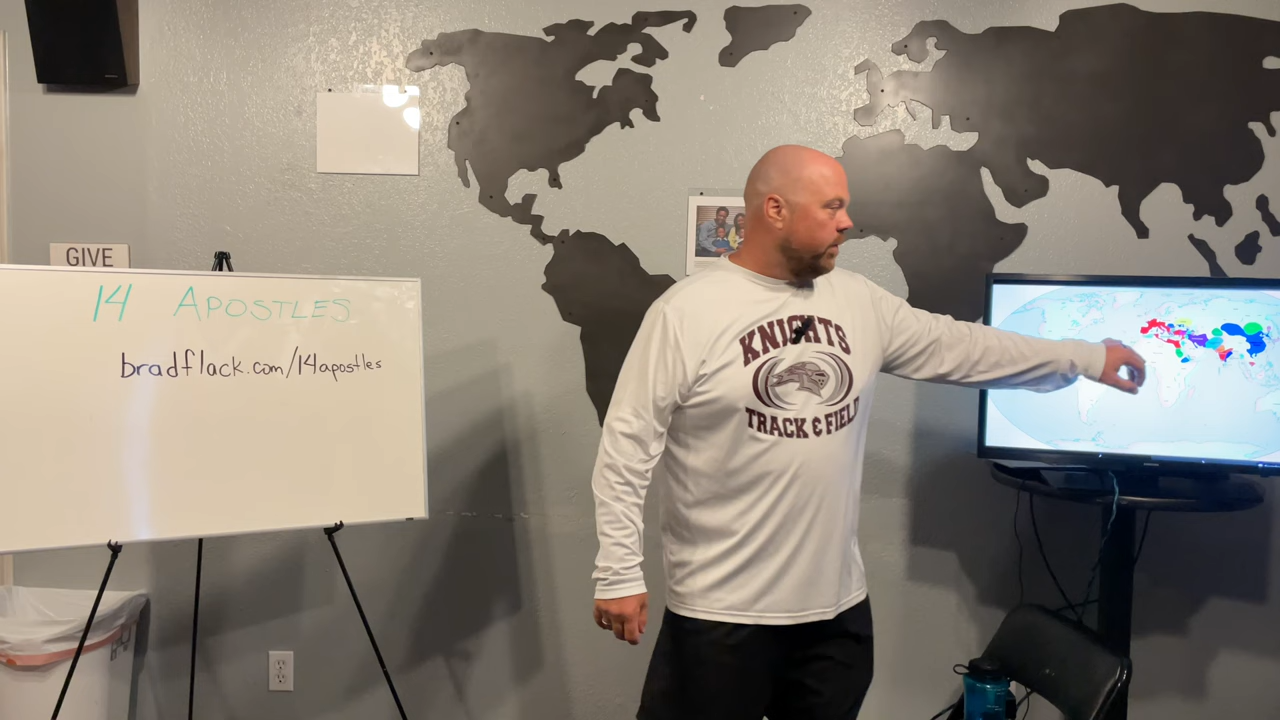 GIVE
14 APOSTLES
bradflack.com/14apostles
KNIGHTS
TRACK & FIELD